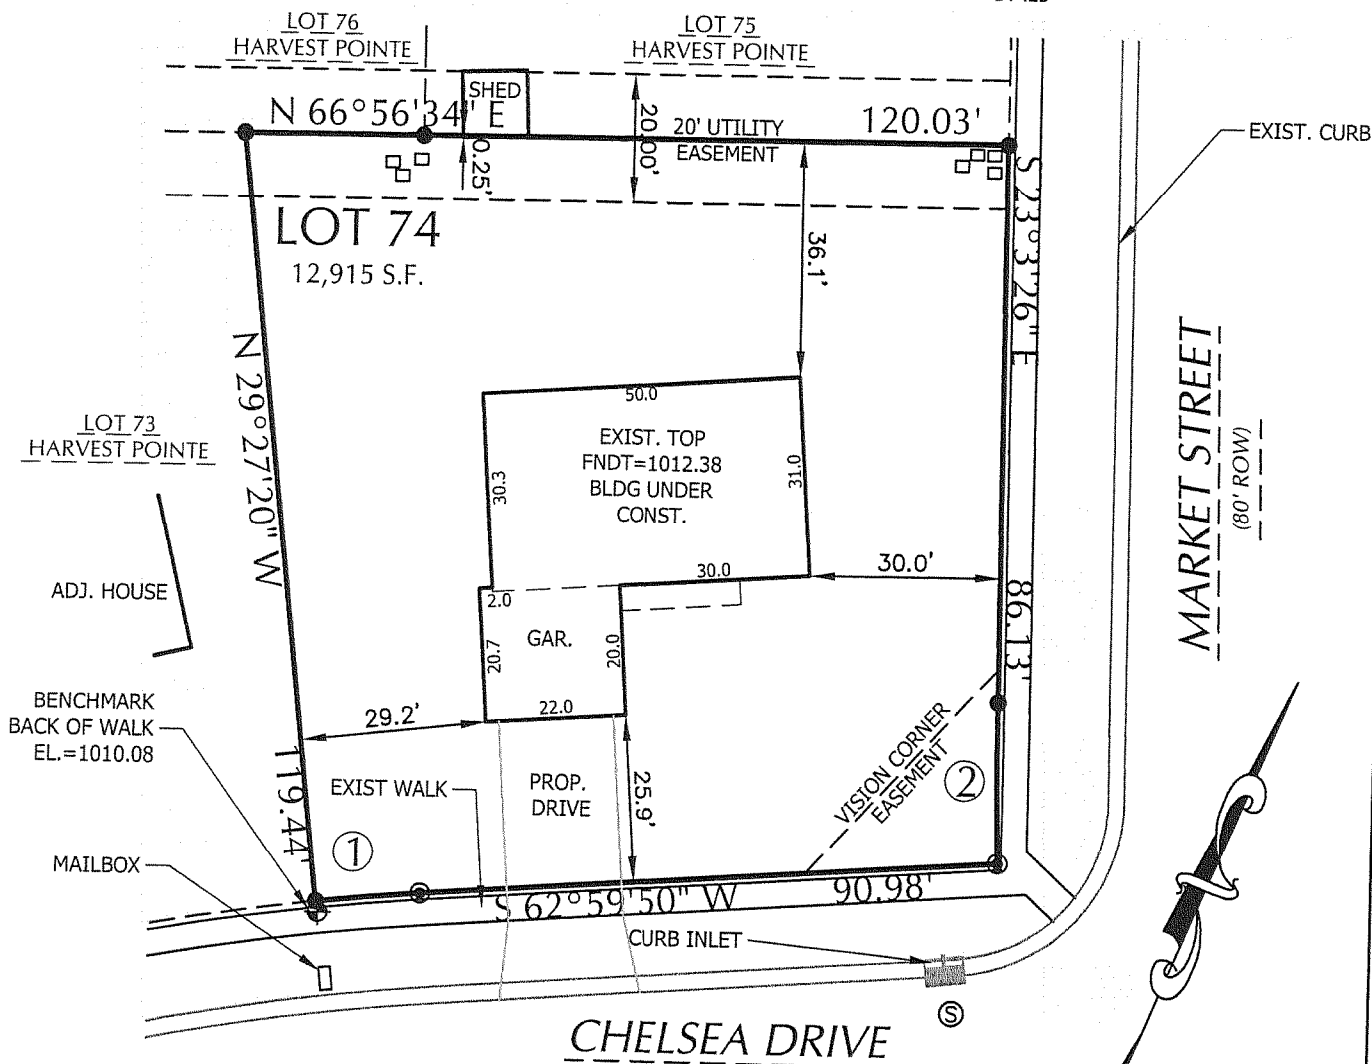 LOT 76
HARVEST POINTE
LOT 75
HARVEST POINTE
SHED
N 66°56'34" E
20' UTILITY
EASEMENT
120.03'
EXIST. CURB
0.25'
20.00'
S 23°3'26" E
LOT 74
12,915 S.F.
36.1'
N 29°27'20" W
MARKET STREET
(80' ROW)
LOT 73
HARVEST POINTE
50.0
EXIST. TOP
FNDT=1012.38
BLDG UNDER
CONST.
30.3
31.0
ADJ. HOUSE
30.0
30.0'
2.0
GAR.
20.7
20.0
86.13'
22.0
29.2'
BENCHMARK
BACK OF WALK
EL.=1010.08
119.44'
EXIST WALK
PROP.
DRIVE
25.9'
VISION CORNER
EASEMENT
2
1
MAILBOX
S 62°59'50" W
90.98'
CURB INLET
S
CHELSEA DRIVE